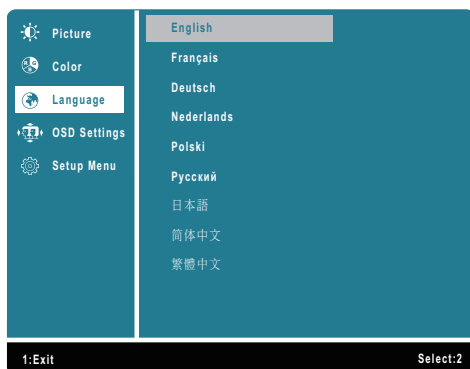 Picture
Color
Language
OSD Settings
Setup Menu
English
Français
Deutsch
Nederlands
Polski
Русский
日本語
简体中文
繁體中文
1:Exit
Select:2